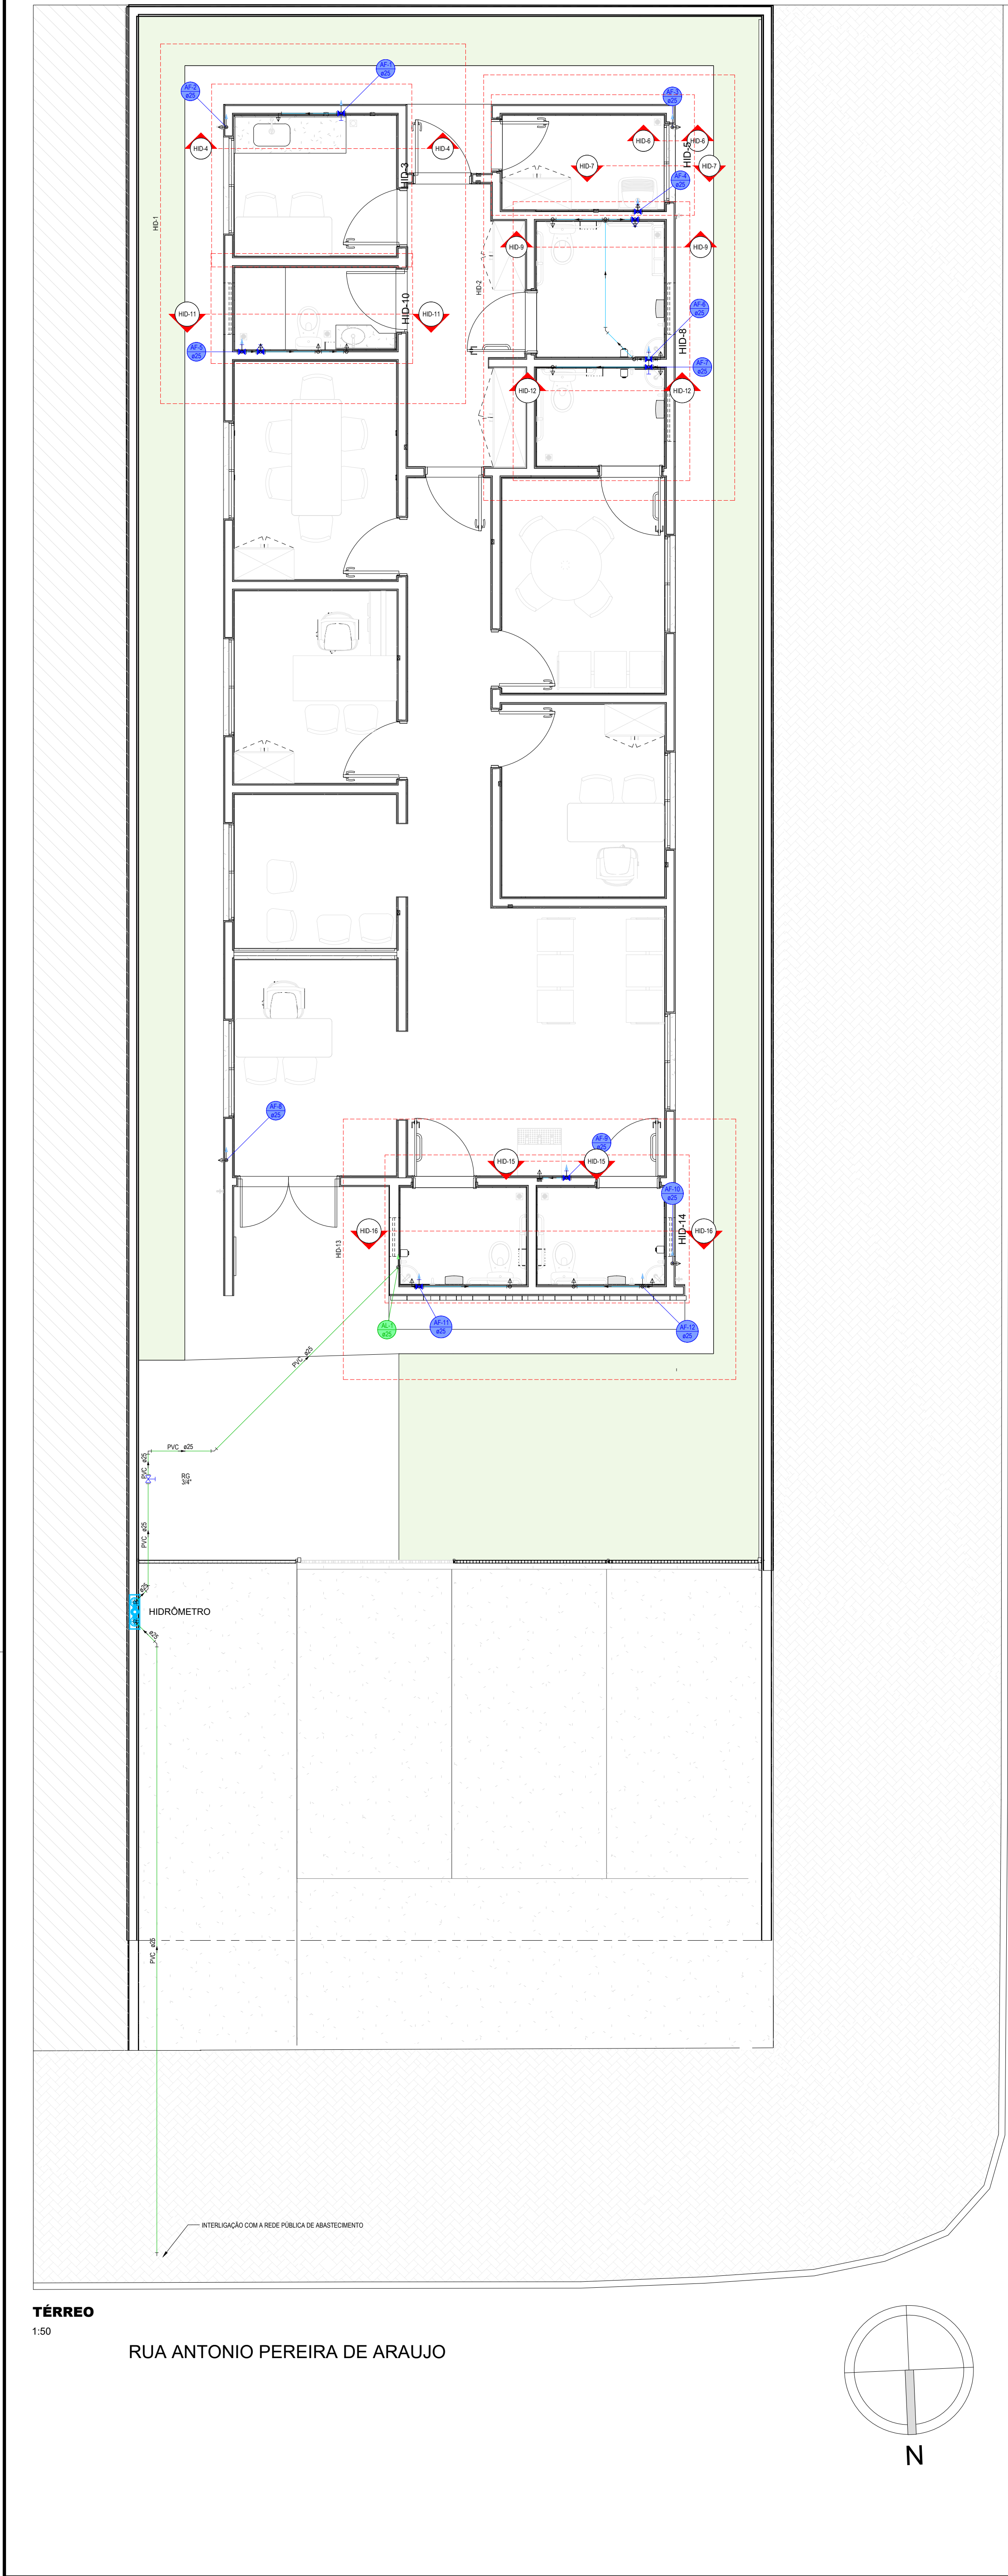 AF-1
ø25
AF-2
ø25
AF-3
ø25
HID-4
HID-4
HID-3
HID-6
HID-6
HID-5
HID-7
HID-7
AF-4
ø25
HID-1
HID-9
HID-9
HID-2
HID-10
HID-11
HID-11
AF-5
ø25
AF-6
ø25
HID-8
AF-7
ø25
HID-12
HID-12
AF-8
ø25
AF-9
ø25
HID-15
HID-15
AF-10
ø25
HID-13
HID-16
HID-16
HID-14
AL-1
ø25
AF-11
ø25
AF-12
ø25
PVC ø25
PVC ø25
PVC ø25
RG
3/4"
PVC ø25
ø25
HIDRÔMETRO
ø25
PVC ø25
INTERLIGAÇÃO COM A REDE PÚBLICA DE ABASTECIMENTO
TÉRREO
1:50
RUA ANTONIO PEREIRA DE ARAUJO
N